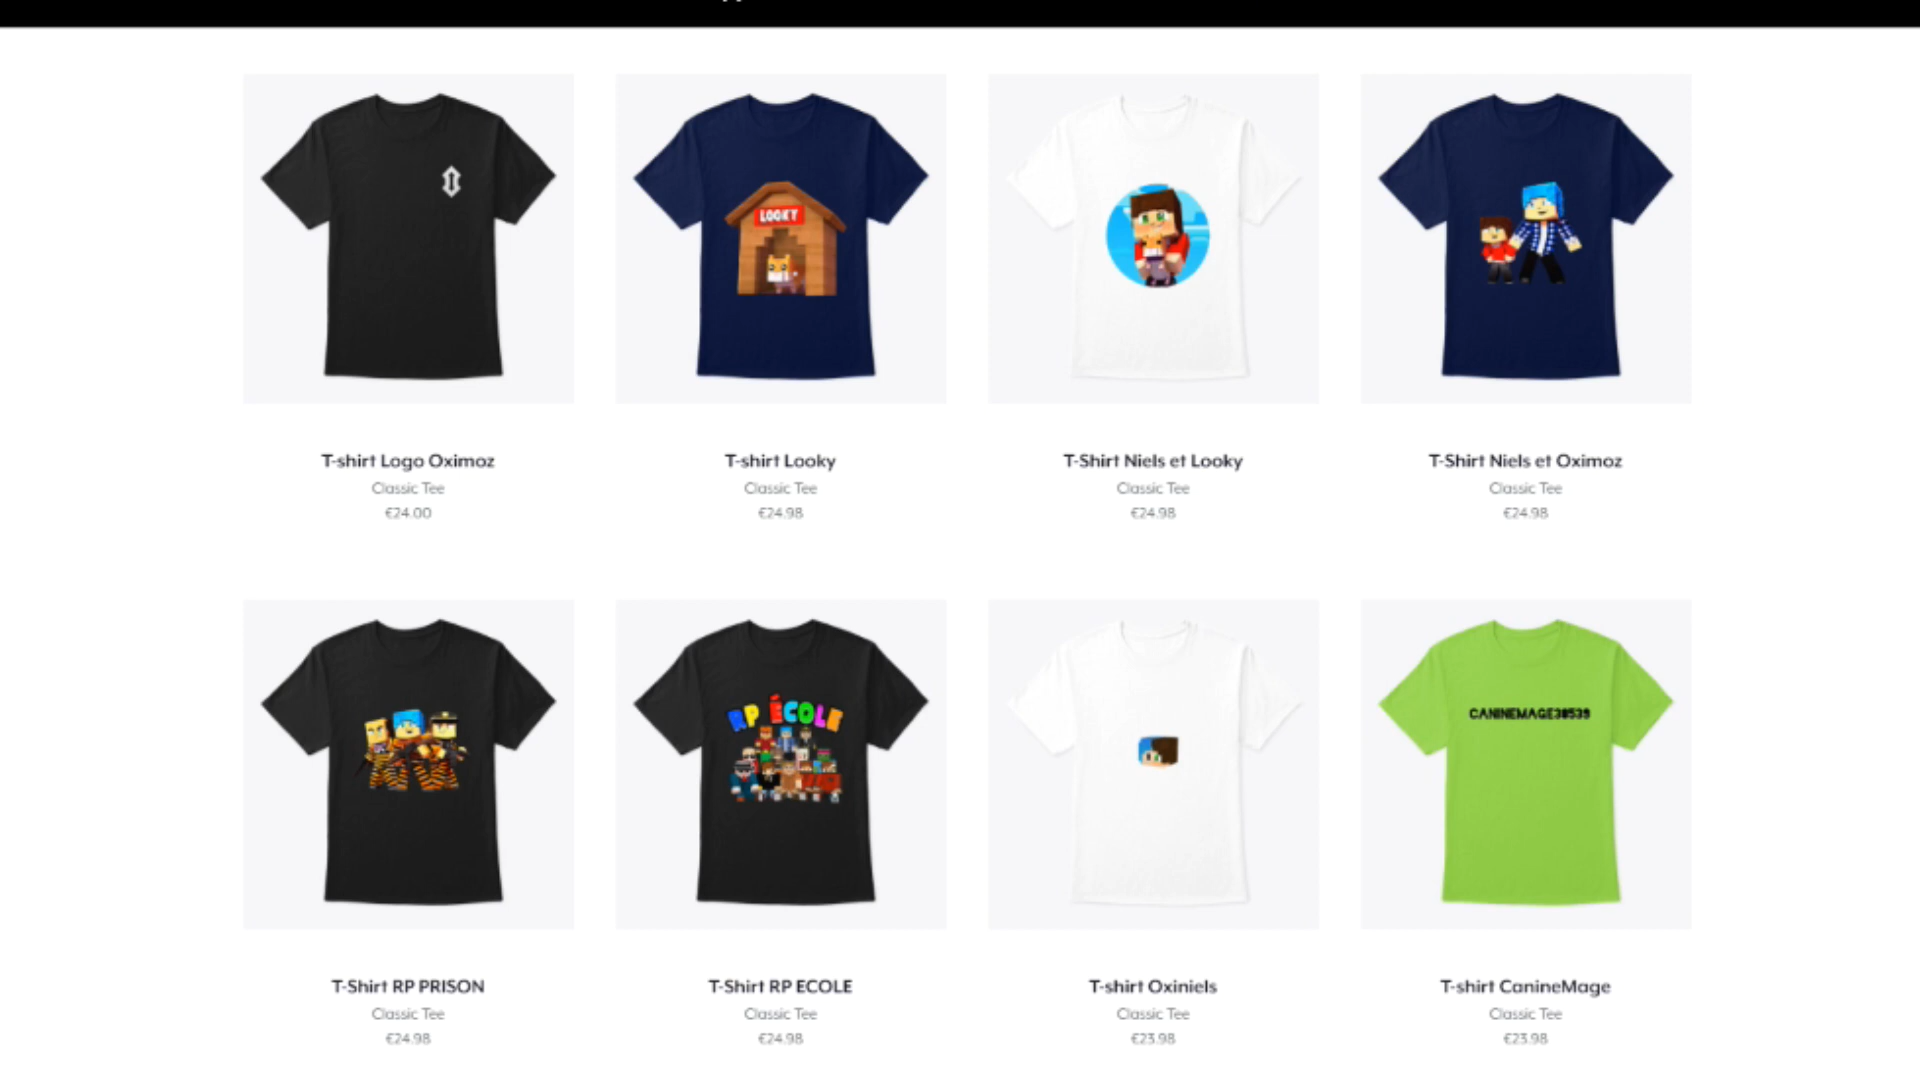 LOOKY
T-shirt Logo Oximoz
Classic Tee
€24.00
T-shirt Looky
Classic Tee
€24.98
T-Shirt Niels et Looky
Classic Tee
€24.98
T-Shirt Niels et Oximoz
Classic Tee
€24.98
RP ÉCOLE
CANINEMAGE38539
T-Shirt RP PRISON
Classic Tee
€24.98
T-Shirt RP ECOLE
Classic Tee
€24.98
T-shirt Oxiniels
Classic Tee
€23.98
T-shirt CanineMage
Classic Tee
€23.98